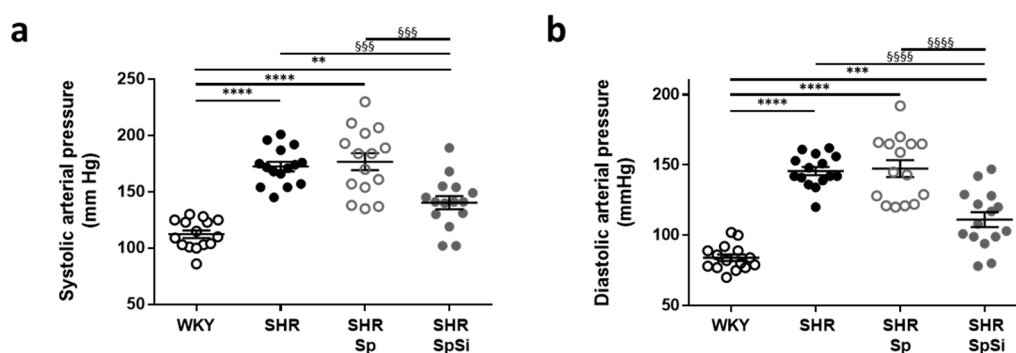 a
§§§
§§§
**
****
****
Systolic arterial pressure
(mm Hg)
250
200
150
100
50
WKY
SHR
SHR
Sp
SHR
SpSi
b
§§§§
§§§§
***
****
****
Diastolic arterial pressure
(mmHg)
200
150
100
50
WKY
SHR
SHR
Sp
SHR
SpSi